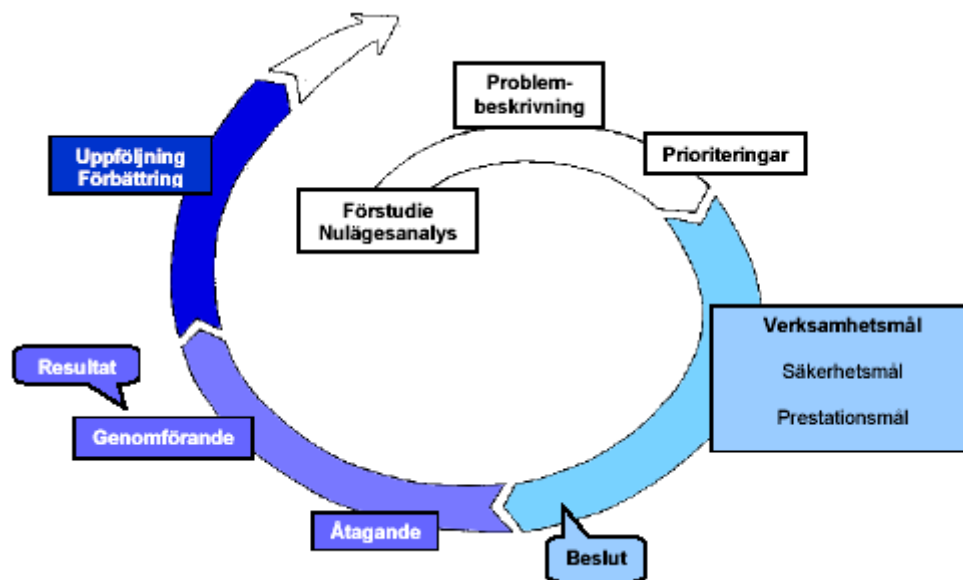 Problem-
beskrivning
Prioriteringar
Förstudie
Nulägesanalys
Uppföljning
Förbättring
Verksamhetsmål
Säkerhetsmål
Prestationsmål
Resultat
Genomförande
Åtagande
Beslut